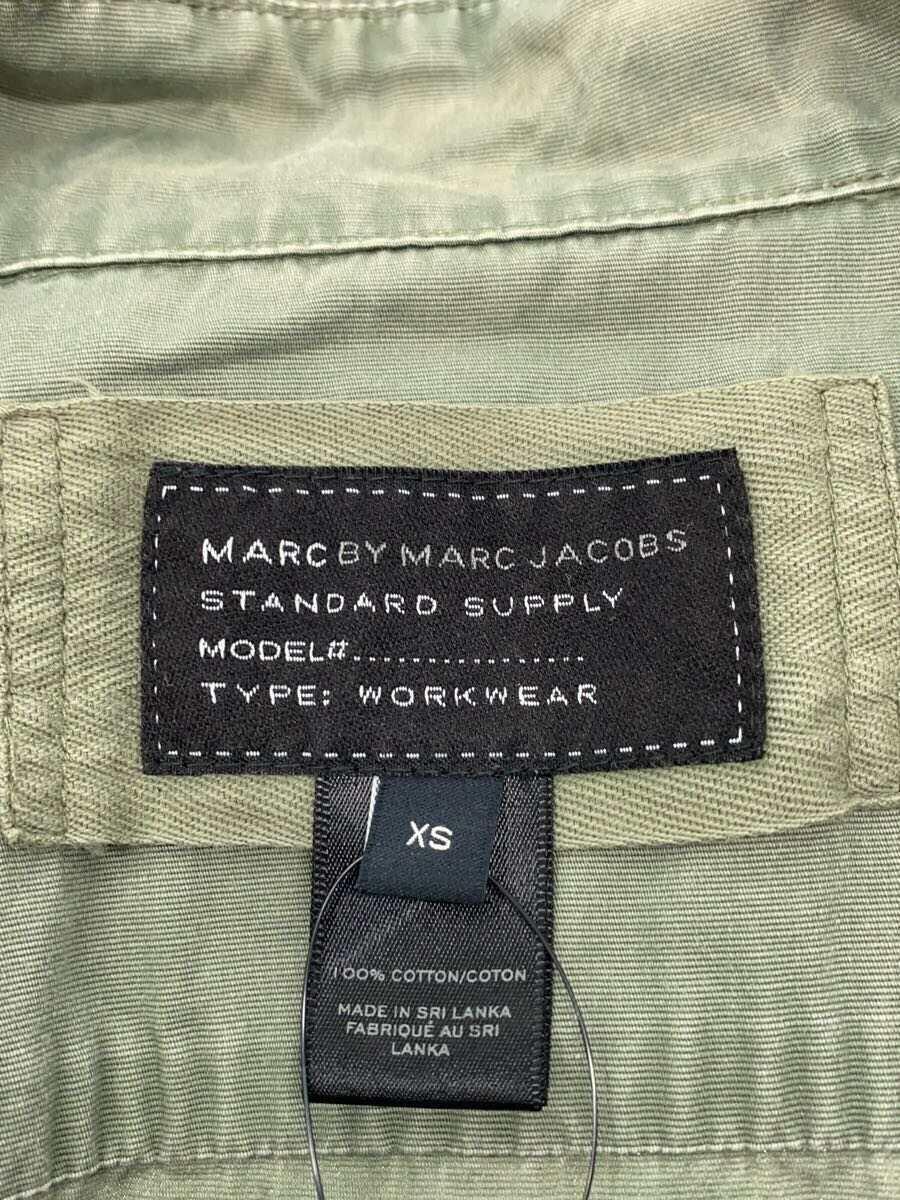 MARC BY MARC JACOBS
STANDARD SUPPLY
MODEL#.................
TYPE: WORKWEAR
XS
100% COTTON/COTON
MADE IN SRI LANKA
FABRIQUÉ AU SRI
LANKA